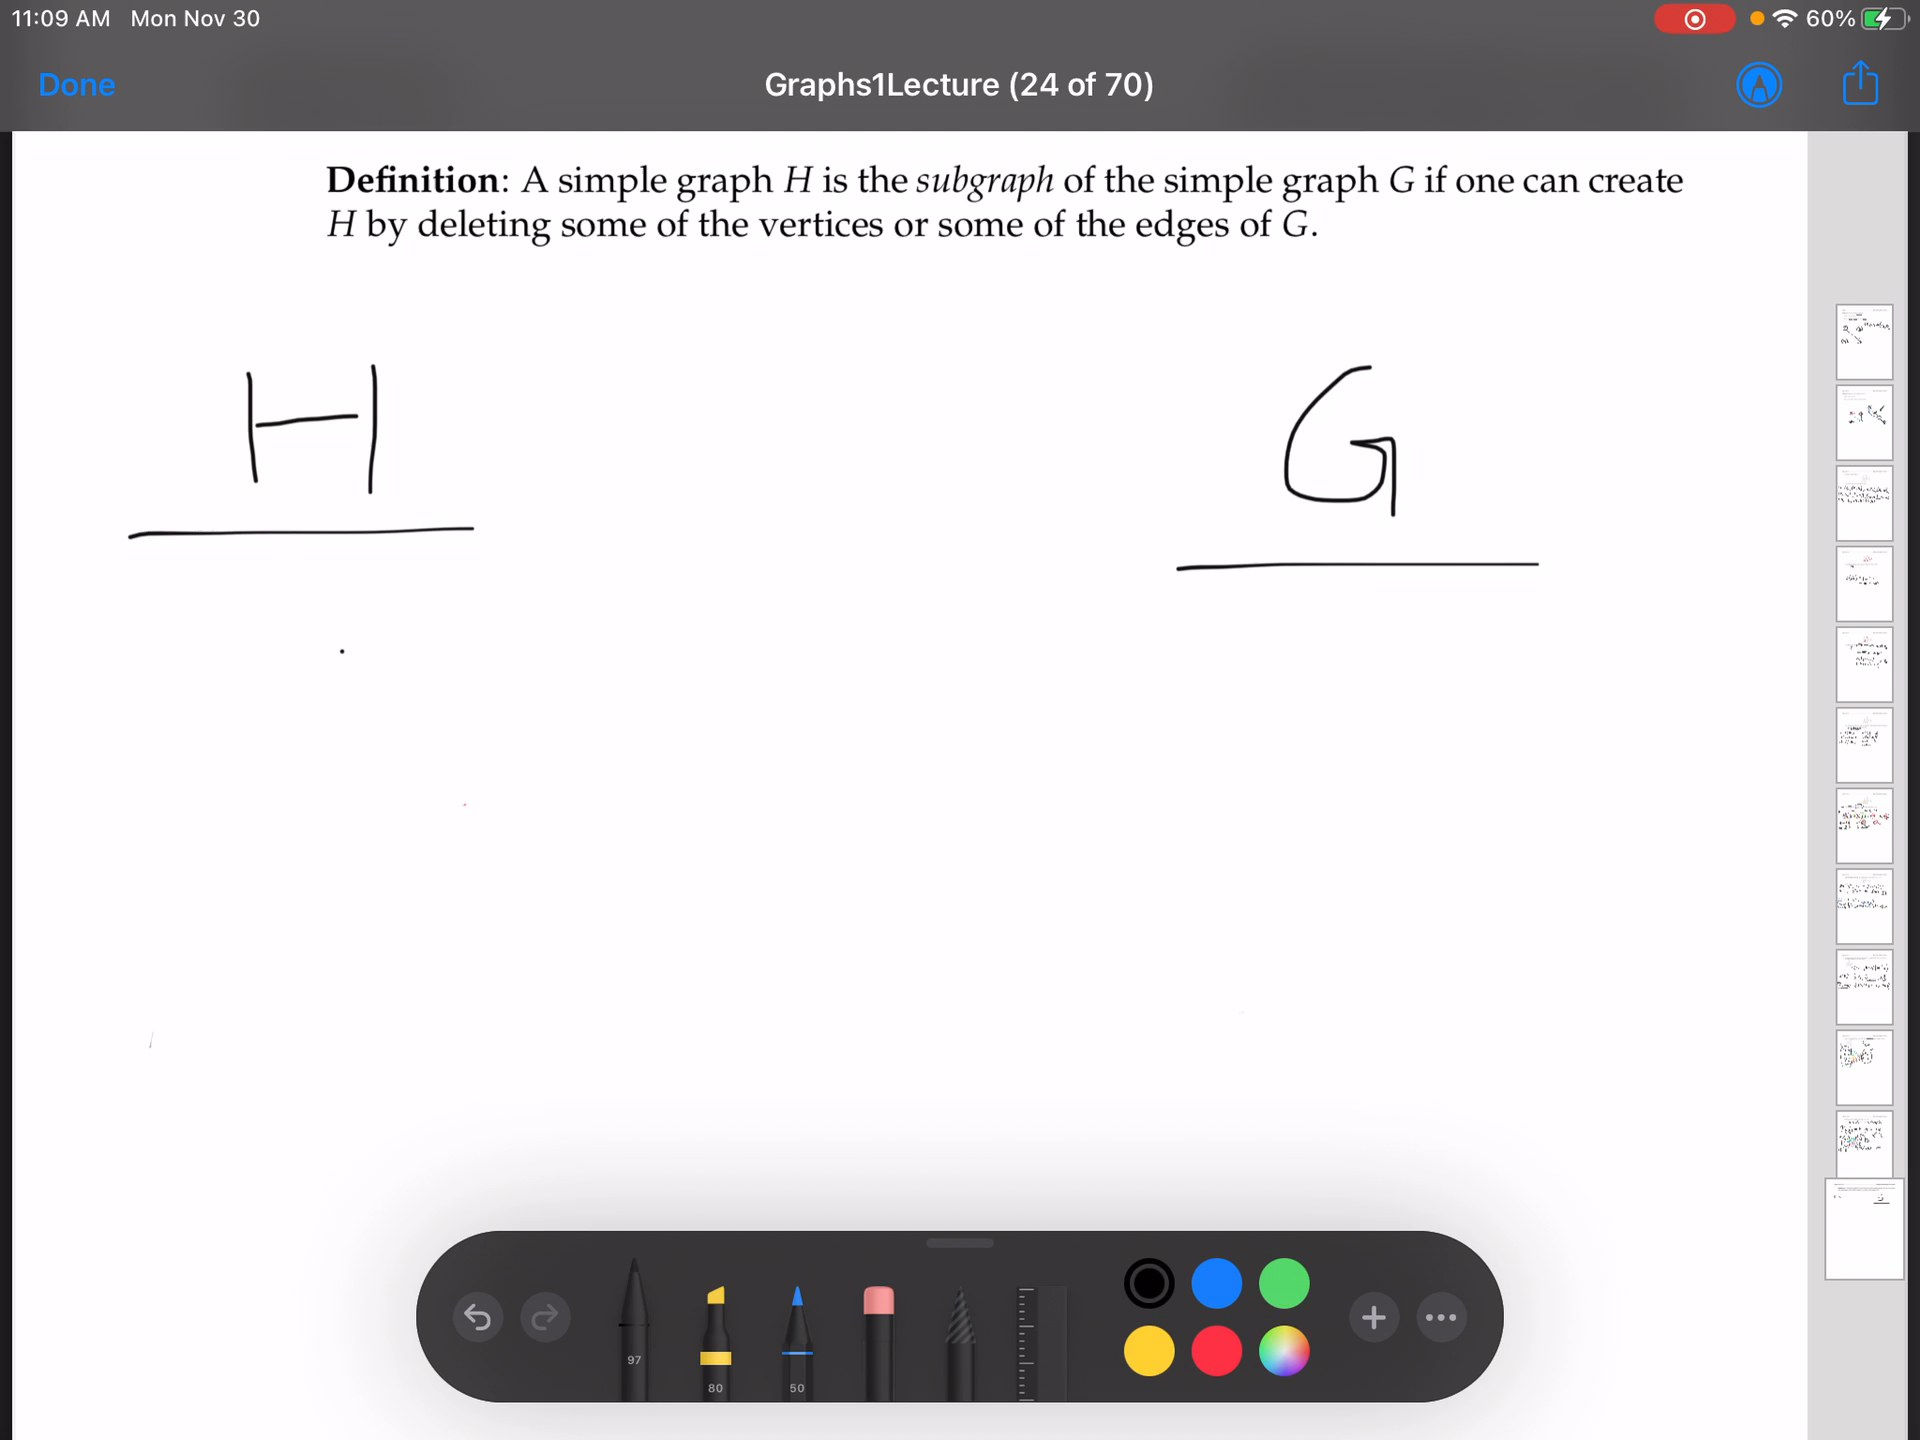 11:09 AM Mon Nov 30
60%
Done
Graphs1Lecture (24 of 70)
Definition: A simple graph H is the subgraph of the simple graph G if one can create
H by deleting some of the vertices or some of the edges of G.
H
G
97
80
50